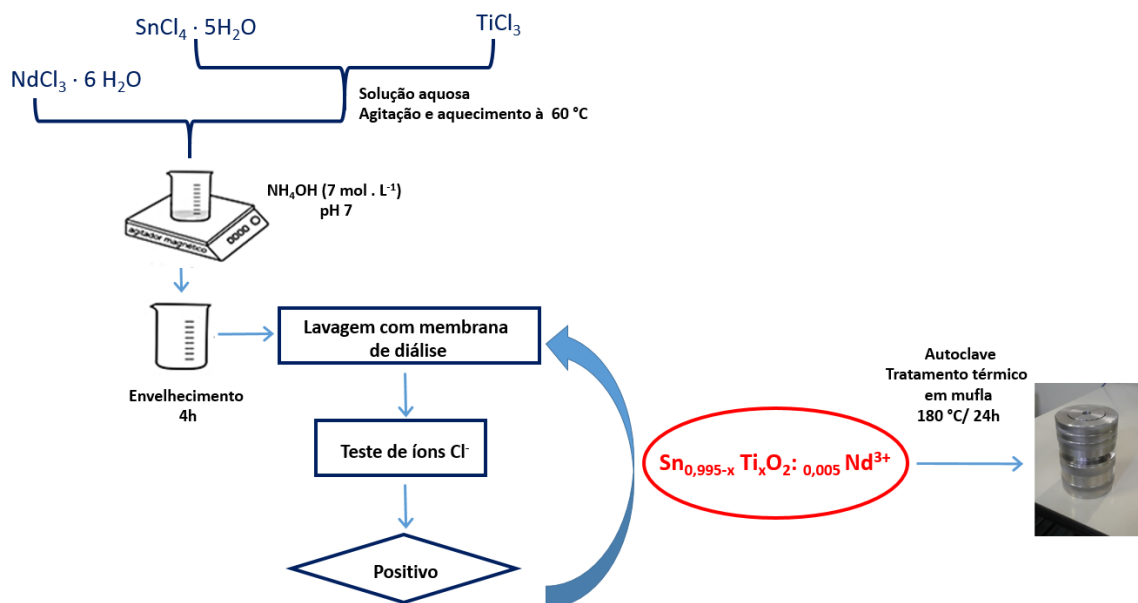 SnCl₄ · 5H₂O
TiCl₃
NdCl₃ · 6 H₂O
Solução aquosa
Agitação e aquecimento à 60 °C
NH₄OH (7 mol . L⁻¹)
pH 7
agitador magnético
Envelhecimento
4h
Lavagem com membrana
de diálise
Teste de íons Cl⁻
Positivo
Sn₀,₉₉₅₋ₓ TiₓO₂: ₀,₀₀₅ Nd³⁺
Autoclave
Tratamento térmico
em mufla
180 °C/ 24h